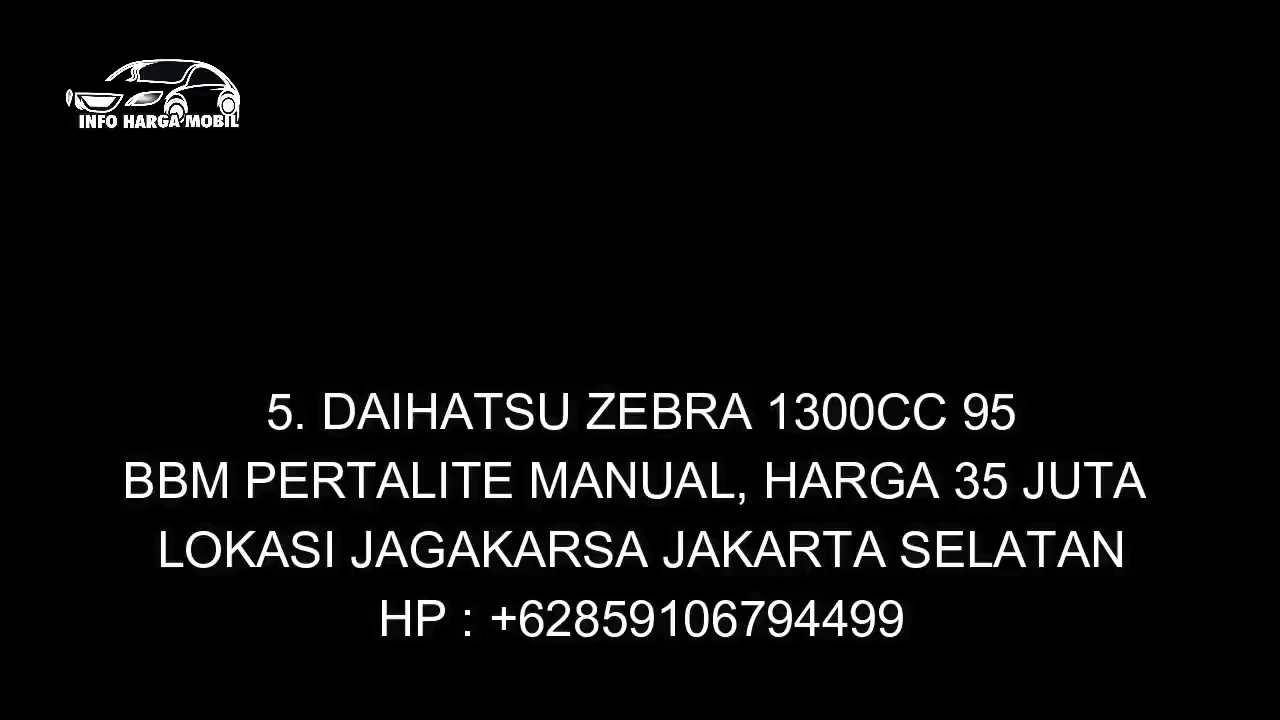 INFO HARGA MOBIL
5. DAIHATSU ZEBRA 1300CC 95
BBM PERTALITE MANUAL, HARGA 35 JUTA
LOKASI JAGAKARSA JAKARTA SELATAN
HP : +62859106794499